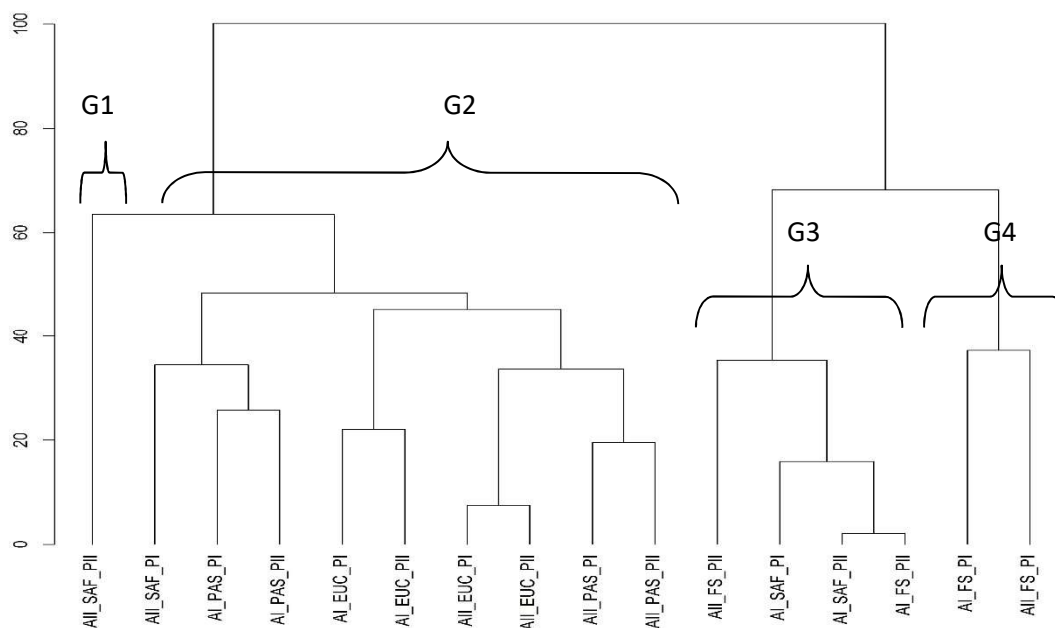 100
80
60
40
20
0
G1
G2
G3
G4
AII_SAF_PII
AII_SAF_PI
AI_PAS_PI
AI_PAS_PII
AI_EUC_PI
AI_EUC_PII
AII_EUC_PI
AII_EUC_PII
AII_PAS_PI
AII_PAS_PII
AII_FS_PII
AI_SAF_PI
AI_SAF_PII
AI_FS_PII
AI_FS_PI
AII_FS_PI